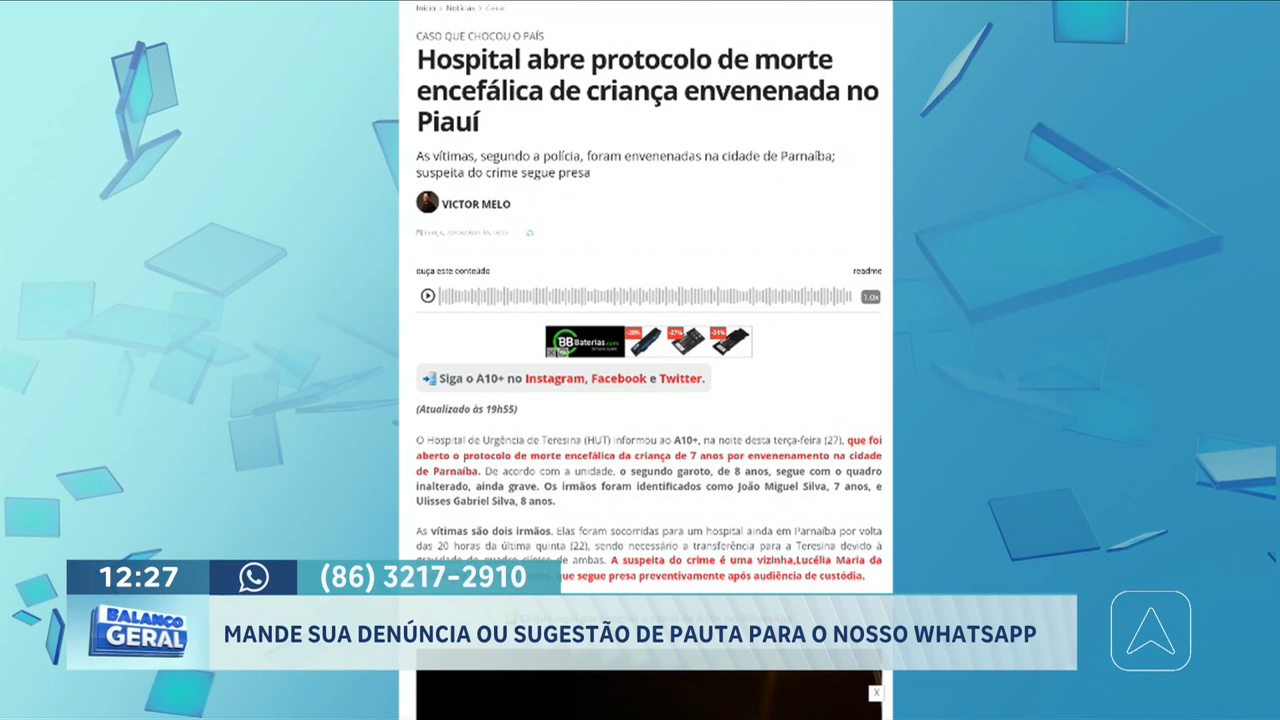 Início > Notícias > Geral
CASO QUE CHOCOU O PAÍS
Hospital abre protocolo de morte
encefálica de criança envenenada no
Piauí
As vítimas, segundo a polícia, foram envenenadas na cidade de Parnaíba;
suspeita do crime segue presa
VICTOR MELO
ouça este conteúdo
readme
1.0x
BBBaterias.com
-28%
-27%
-31%
Siga o A10+ no Instagram, Facebook e Twitter.
(Atualizado às 19h55)
O Hospital de Urgência de Teresina (HUT) informou ao A10+, na noite desta terça-feira (27), que foi
aberto o protocolo de morte encefálica da criança de 7 anos por envenenamento na cidade
de Parnaíba. De acordo com a unidade, o segundo garoto, de 8 anos, segue com o quadro
inalterado, ainda grave. Os irmãos foram identificados como João Miguel Silva, 7 anos, e
Ulisses Gabriel Silva, 8 anos.
As vítimas são dois irmãos. Elas foram socorridas para um hospital ainda em Parnaíba por volta
das 20 horas da última quinta (22), sendo necessário a transferência para a Teresina devido à
de ambas. A suspeita do crime é uma vizinha,Lucélia Maria da
que segue presa preventivamente após audiência de custódia.
12:27
(86) 3217-2910
BALANÇO
GERAL
MANDE SUA DENÚNCIA OU SUGESTÃO DE PAUTA PARA O NOSSO WHATSAPP
X